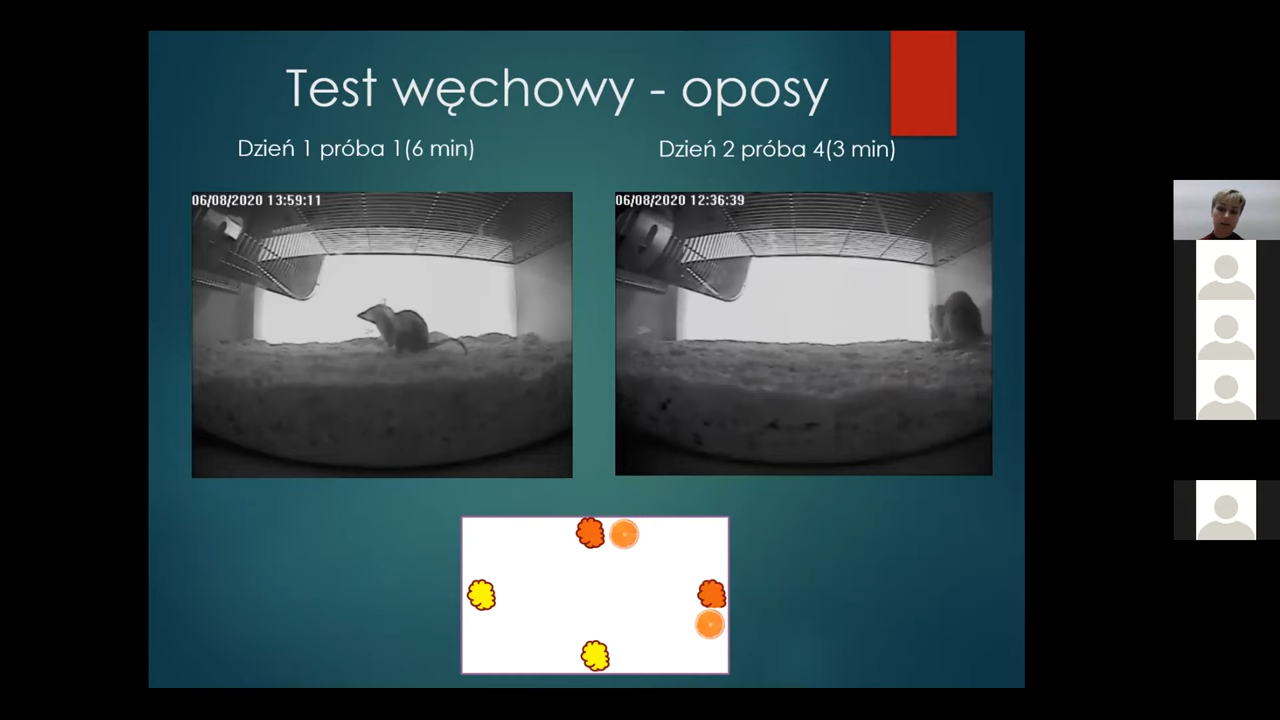 Test węchowy - oposy
Dzień 1 próba 1(6 min)
Dzień 2 próba 4(3 min)
06/08/2020 13:59:11
06/08/2020 12:36:39